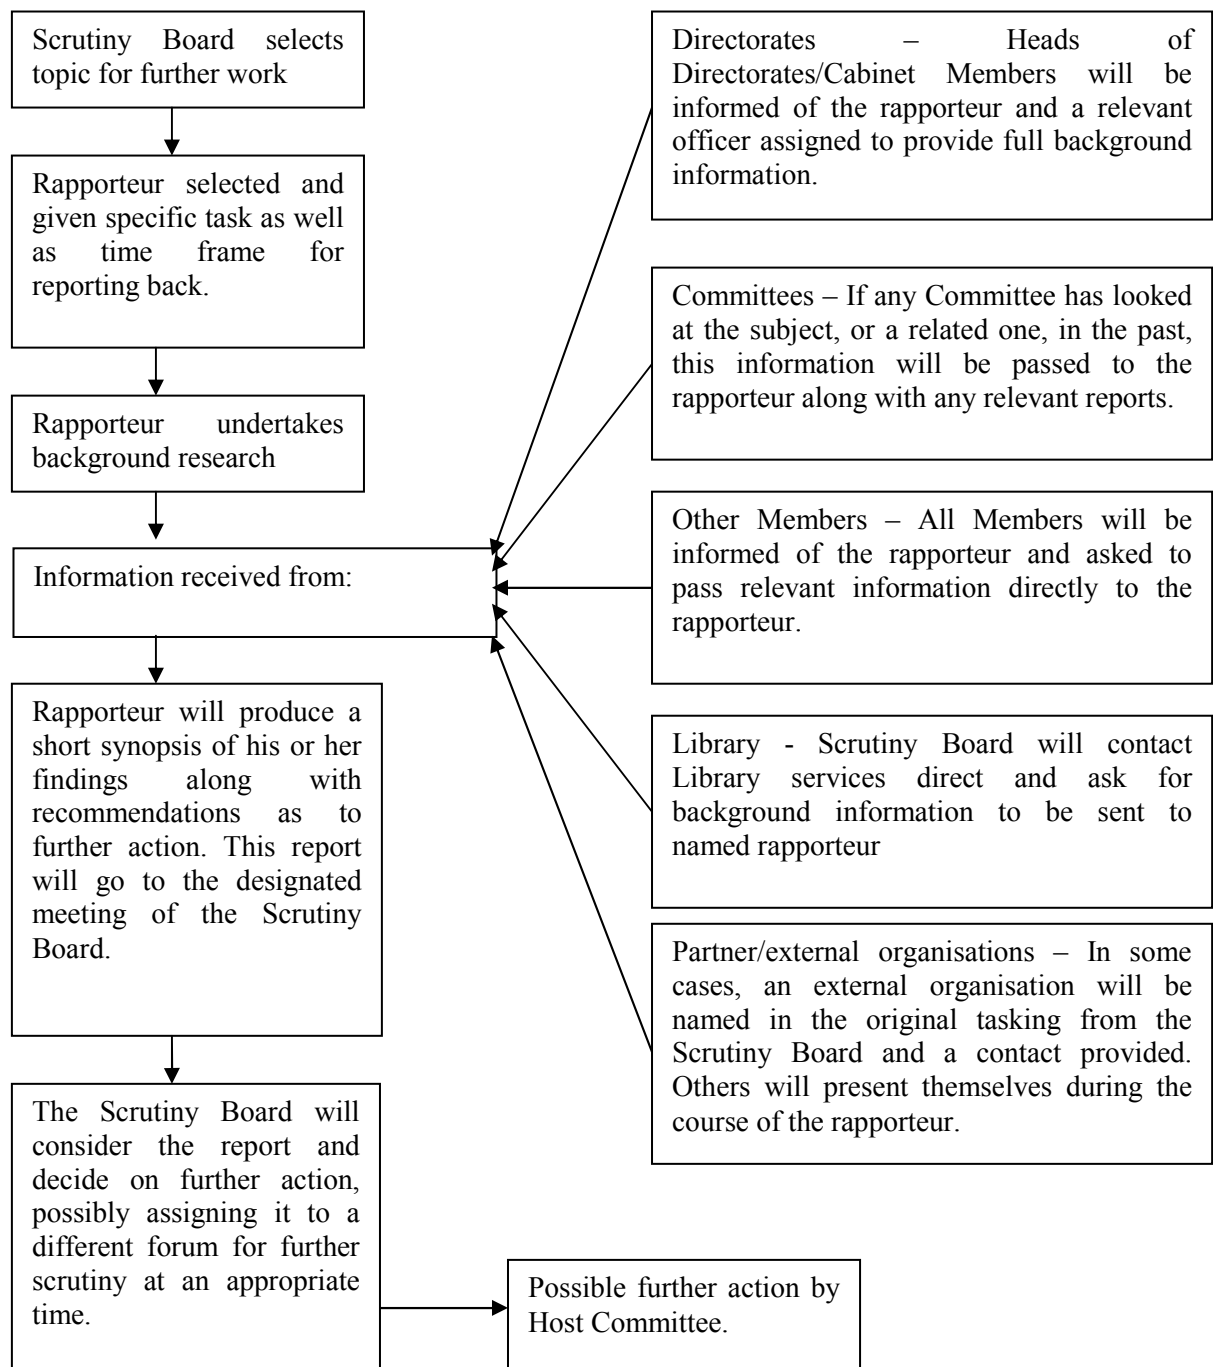 Scrutiny Board selects
topic for further work
Rapporteur selected and
given specific task as well
as time frame for
reporting back.
Rapporteur undertakes
background research
Information received from:
Rapporteur will produce a
short synopsis of his or her
findings along with
recommendations as to
further action. This report
will go to the designated
meeting of the Scrutiny
Board.
The Scrutiny Board will
consider the report and
decide on further action,
possibly assigning it to a
different forum for further
scrutiny at an appropriate
time.
Directorates – Heads of
Directorates/Cabinet Members will be
informed of the rapporteur and a relevant
officer assigned to provide full background
information.
Committees – If any Committee has looked
at the subject, or a related one, in the past,
this information will be passed to the
rapporteur along with any relevant reports.
Other Members – All Members will be
informed of the rapporteur and asked to
pass relevant information directly to the
rapporteur.
Library - Scrutiny Board will contact
Library services direct and ask for
background information to be sent to
named rapporteur
Partner/external organisations – In some
cases, an external organisation will be
named in the original tasking from the
Scrutiny Board and a contact provided.
Others will present themselves during the
course of the rapporteur.
Possible further action by
Host Committee.